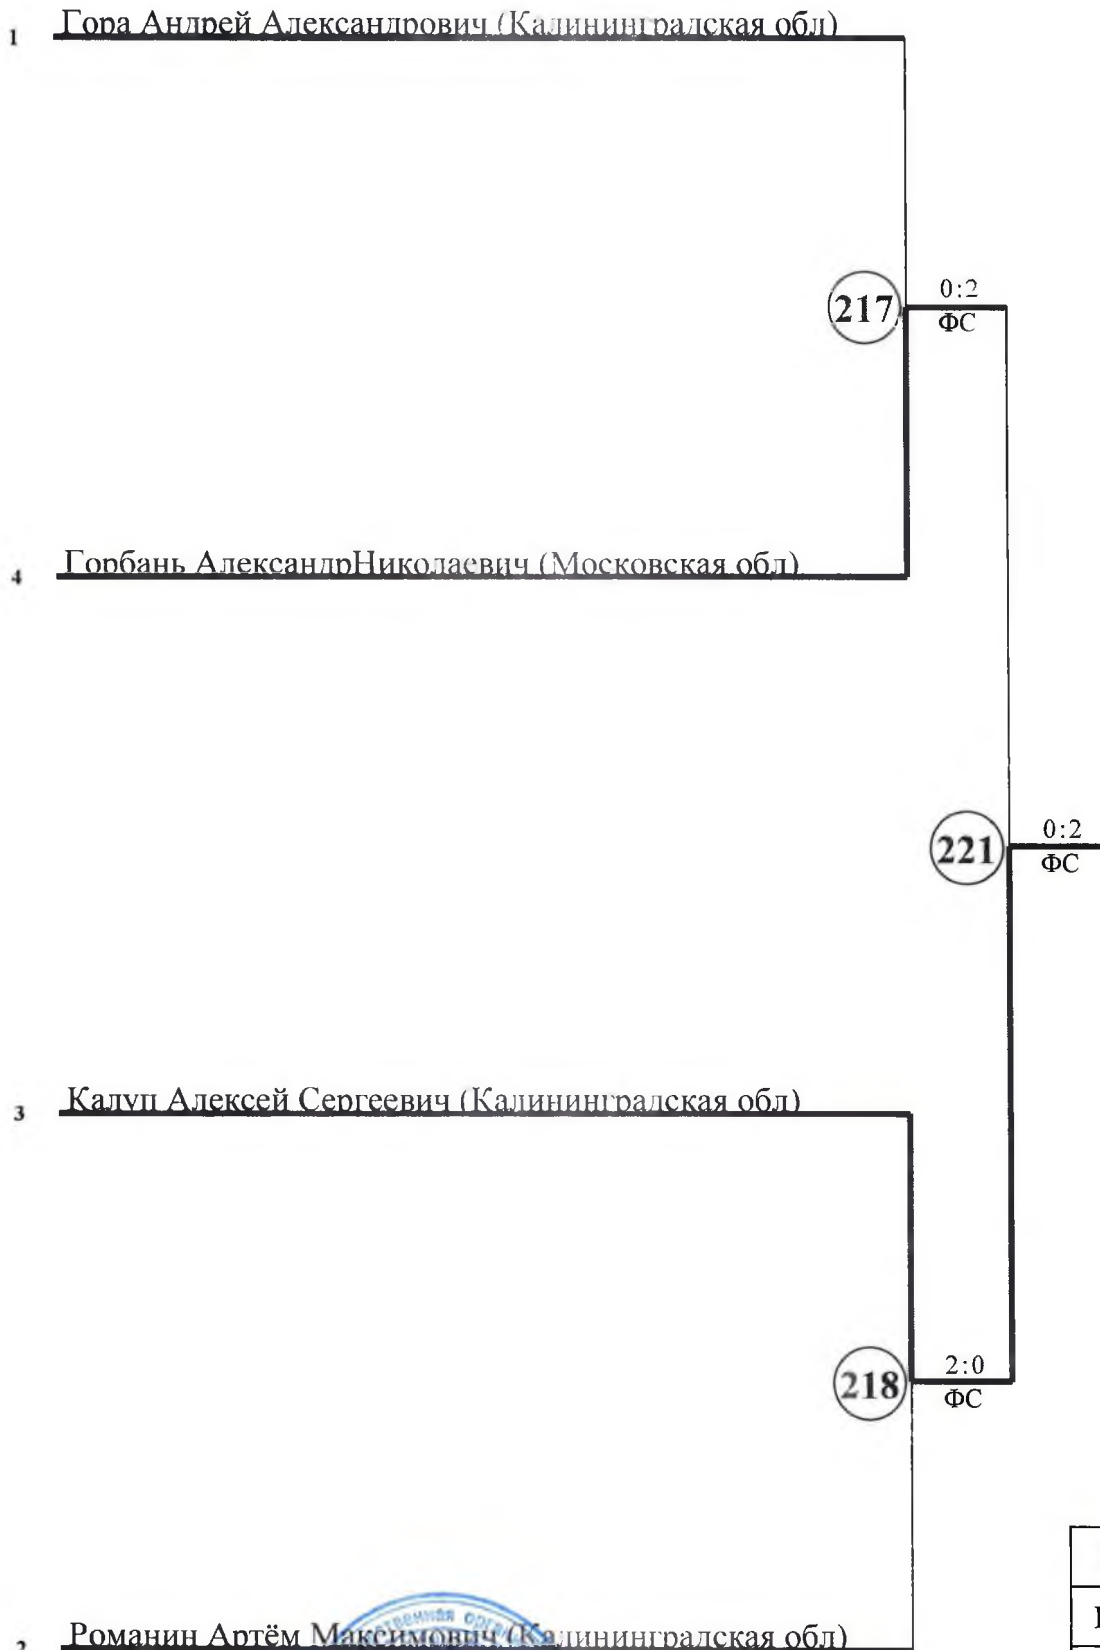 1 Гора Андрей Александрович (Калининградская обл)
217 0:2
ФС
4 Горбань АлександрНиколаевич (Московская обл)
221 0:2
ФС
3 Калуп Алексей Сергеевич (Калининградская обл)
218 2:0
ФС
2 Романин Артём Максимович (Калининградская обл)